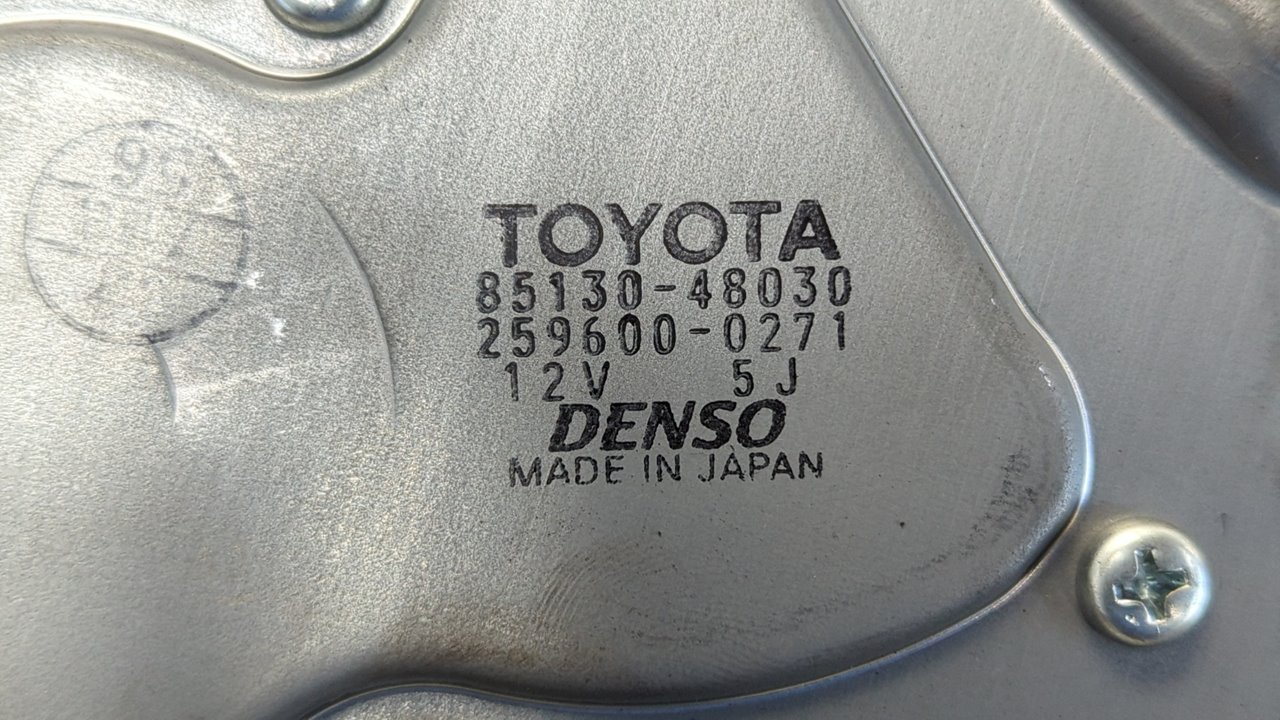 TOYOTA
85130-48030
259600-0271
12V 5J
DENSO
MADE IN JAPAN